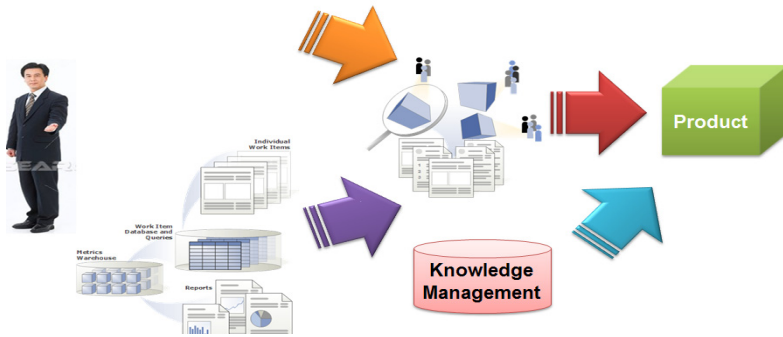 Individual
Work Items
Work Item
Database and
Queries
Metrics
Warehouse
Reports
Product
Knowledge
Management